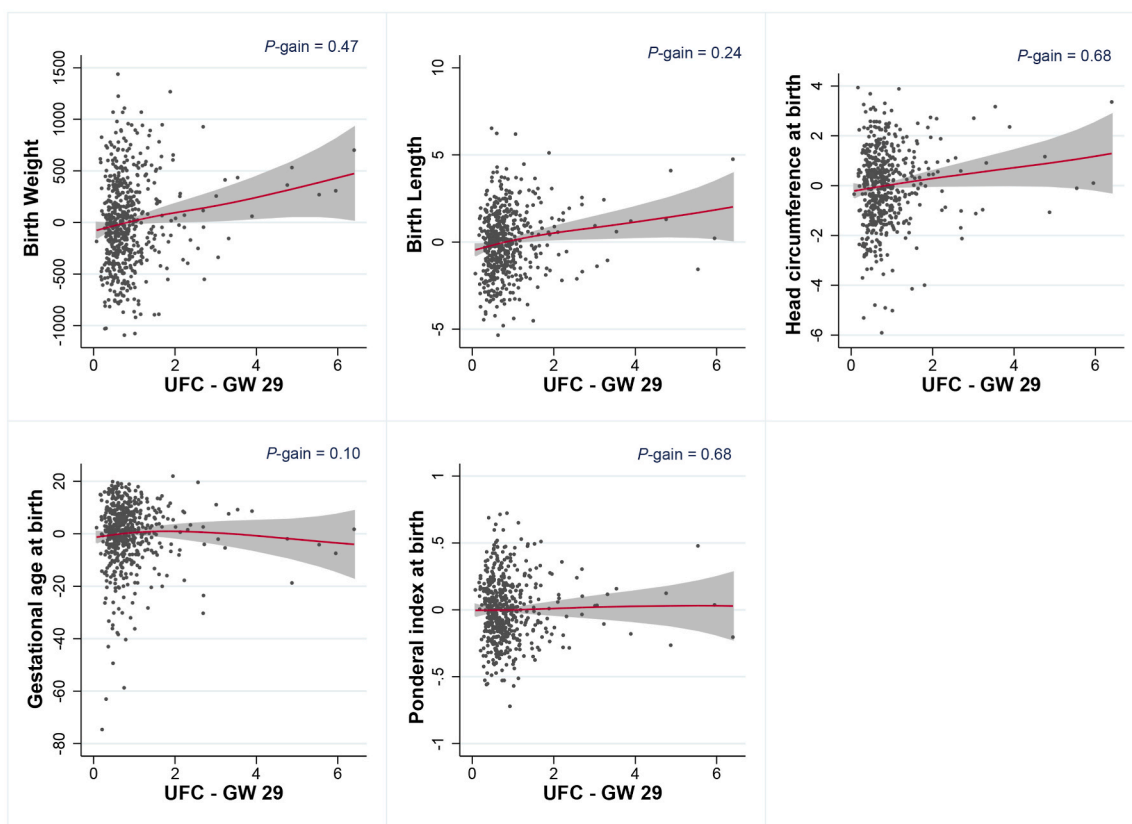 P-gain = 0.47
Birth Weight
1500
1000
500
0
-500
-1000
0 2 4 6
UFC - GW 29
P-gain = 0.24
Birth Length
10
5
0
-5
0 2 4 6
UFC - GW 29
P-gain = 0.68
Head circumference at birth
4
2
0
-2
-4
-6
0 2 4 6
UFC - GW 29
P-gain = 0.10
Gestational age at birth
20
0
-20
-40
-60
-80
0 2 4 6
UFC - GW 29
P-gain = 0.68
Ponderal index at birth
1
.5
0
-.5
-1
0 2 4 6
UFC - GW 29